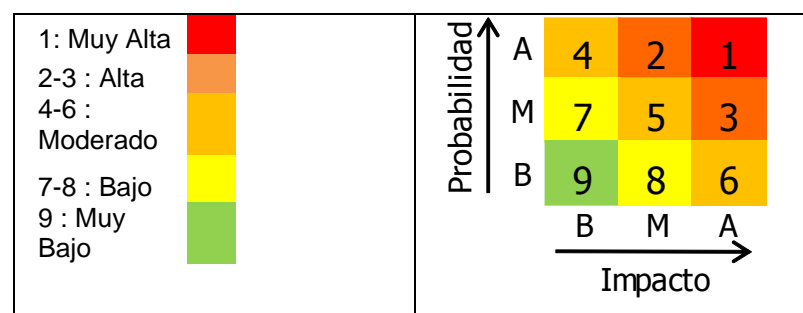 1: Muy Alta
2-3 : Alta
4-6 :
Moderado
7-8 : Bajo
9 : Muy
Bajo
Probabilidad
A 4 2 1
M 7 5 3
B 9 8 6
B M A
Impacto